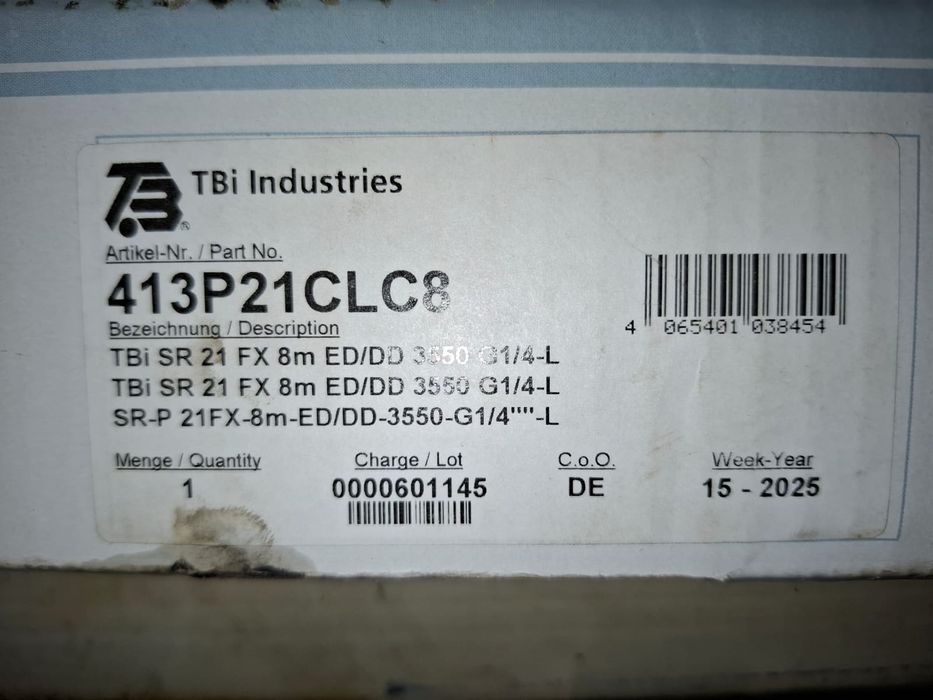 TBi Industries
Artikel-Nr. / Part No.
413P21CLC8
Bezeichnung / Description
TBi SR 21 FX 8m ED/DD 3550 G1/4-L
TBi SR 21 FX 8m ED/DD 3550 G1/4-L
SR-P 21FX-8m-ED/DD-3550-G1/4""-L
4 065401 038454
Menge / Quantity Charge / Lot C.o.O. Week-Year
1 0000601145 DE 15 - 2025